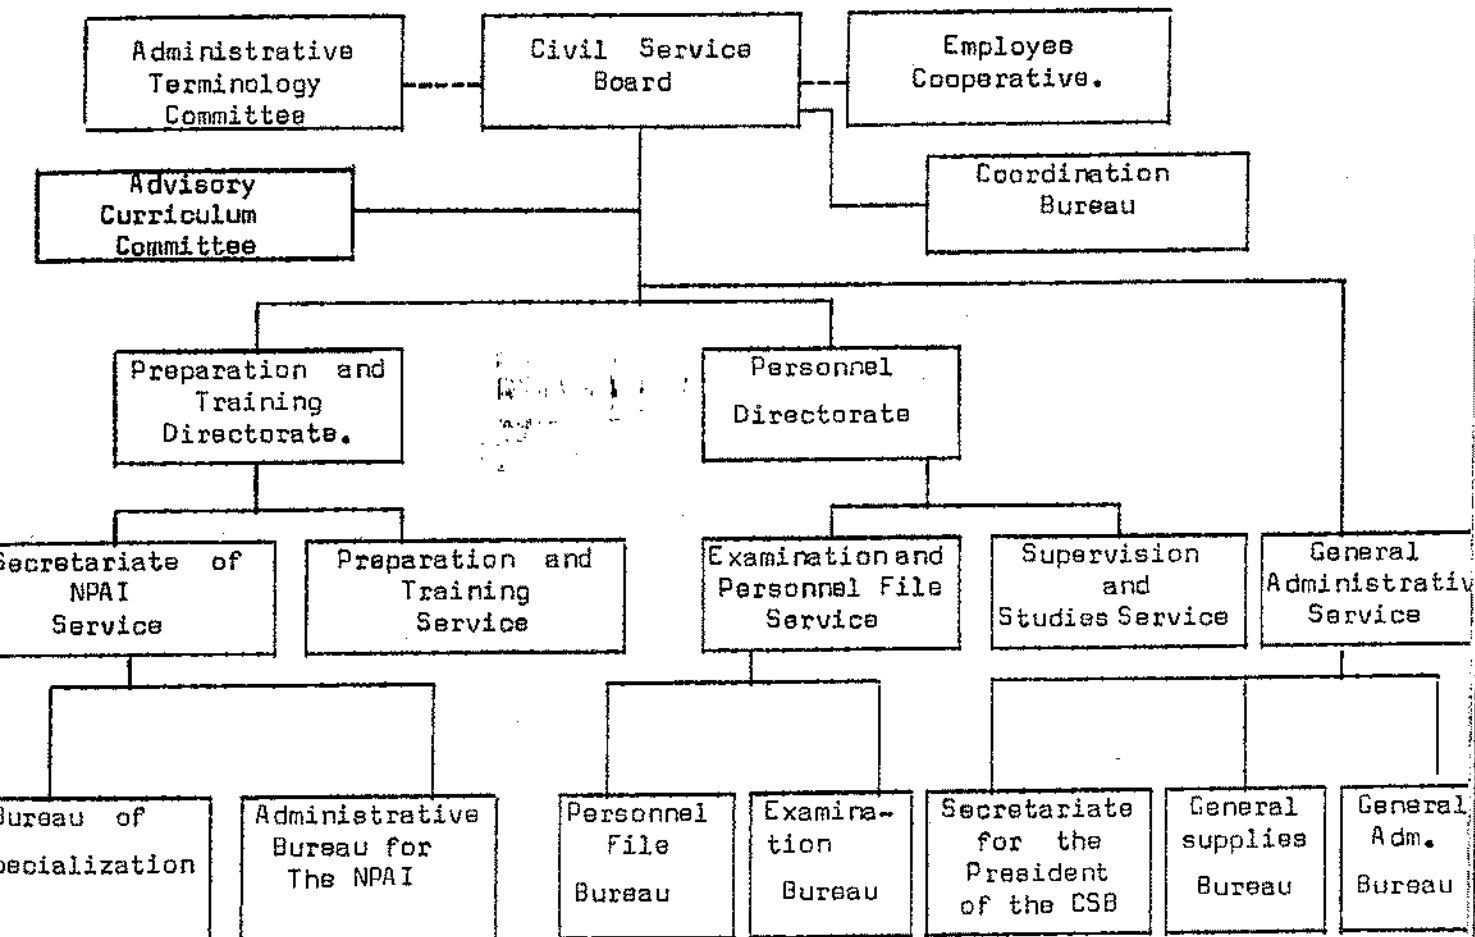 Administrative
Terminology
Committee
Civil Service
Board
Employee
Cooperative.
Advisory
Curriculum
Committee
Coordination
Bureau
Preparation and
Training
Directorate.
Personnel
Directorate
Secretariate of
NPAI
Service
Preparation and
Training
Service
Examination and
Personnel File
Service
Supervision
and
Studies Service
General
Administrativ
Service
Bureau of
pecialization
Administrative
Bureau for
The NPAI
Personnel
File
Bureau
Examina-
tion
Bureau
Secretariate
for the
President
of the CSB
General
supplies
Bureau
General
Adm.
Bureau